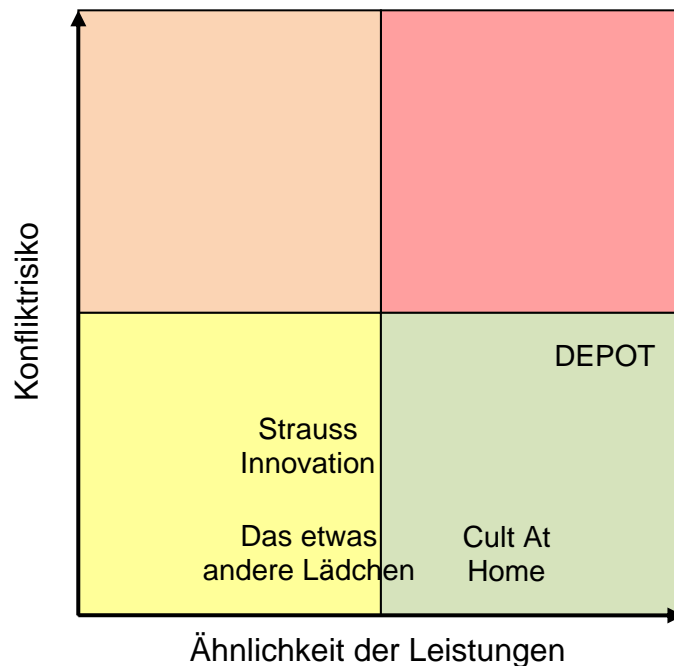 Konfliktrisiko
DEPOT
Strauss
Innovation
Das etwas
andere Lädchen
Cult At
Home
Ähnlichkeit der Leistungen